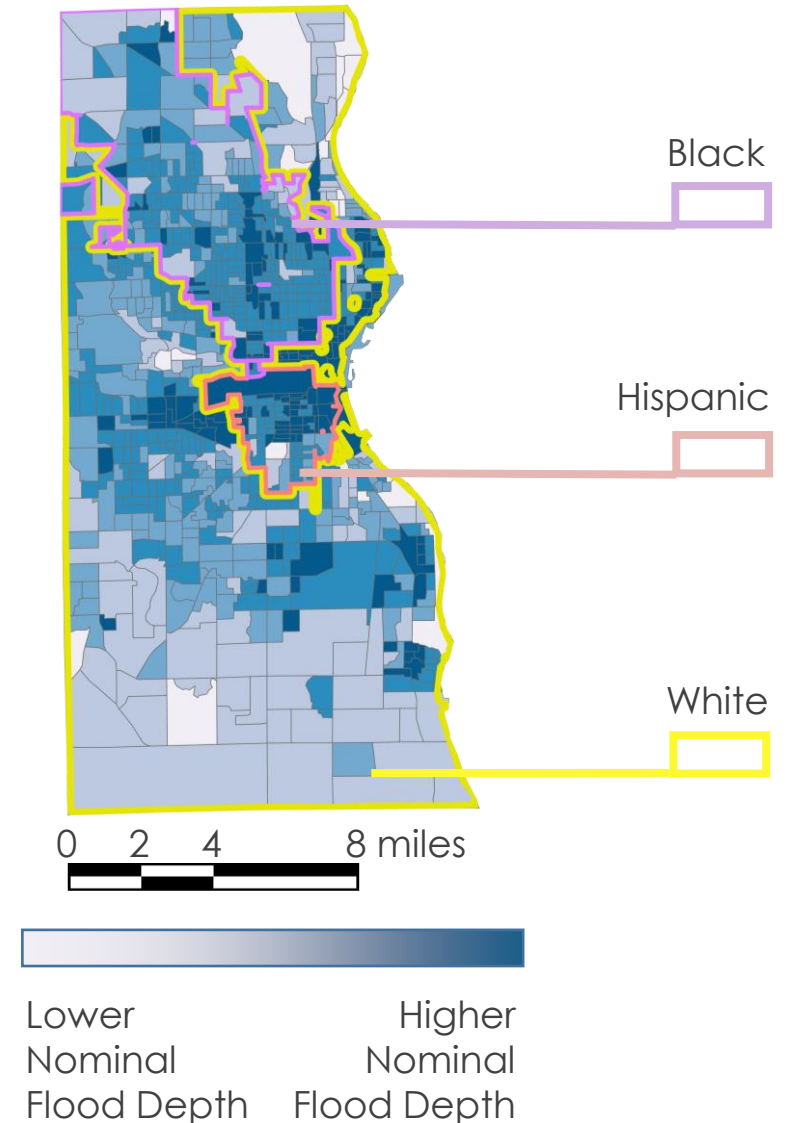 Black
Hispanic
White
0 2 4 8 miles
Lower Higher
Nominal Nominal
Flood Depth Flood Depth